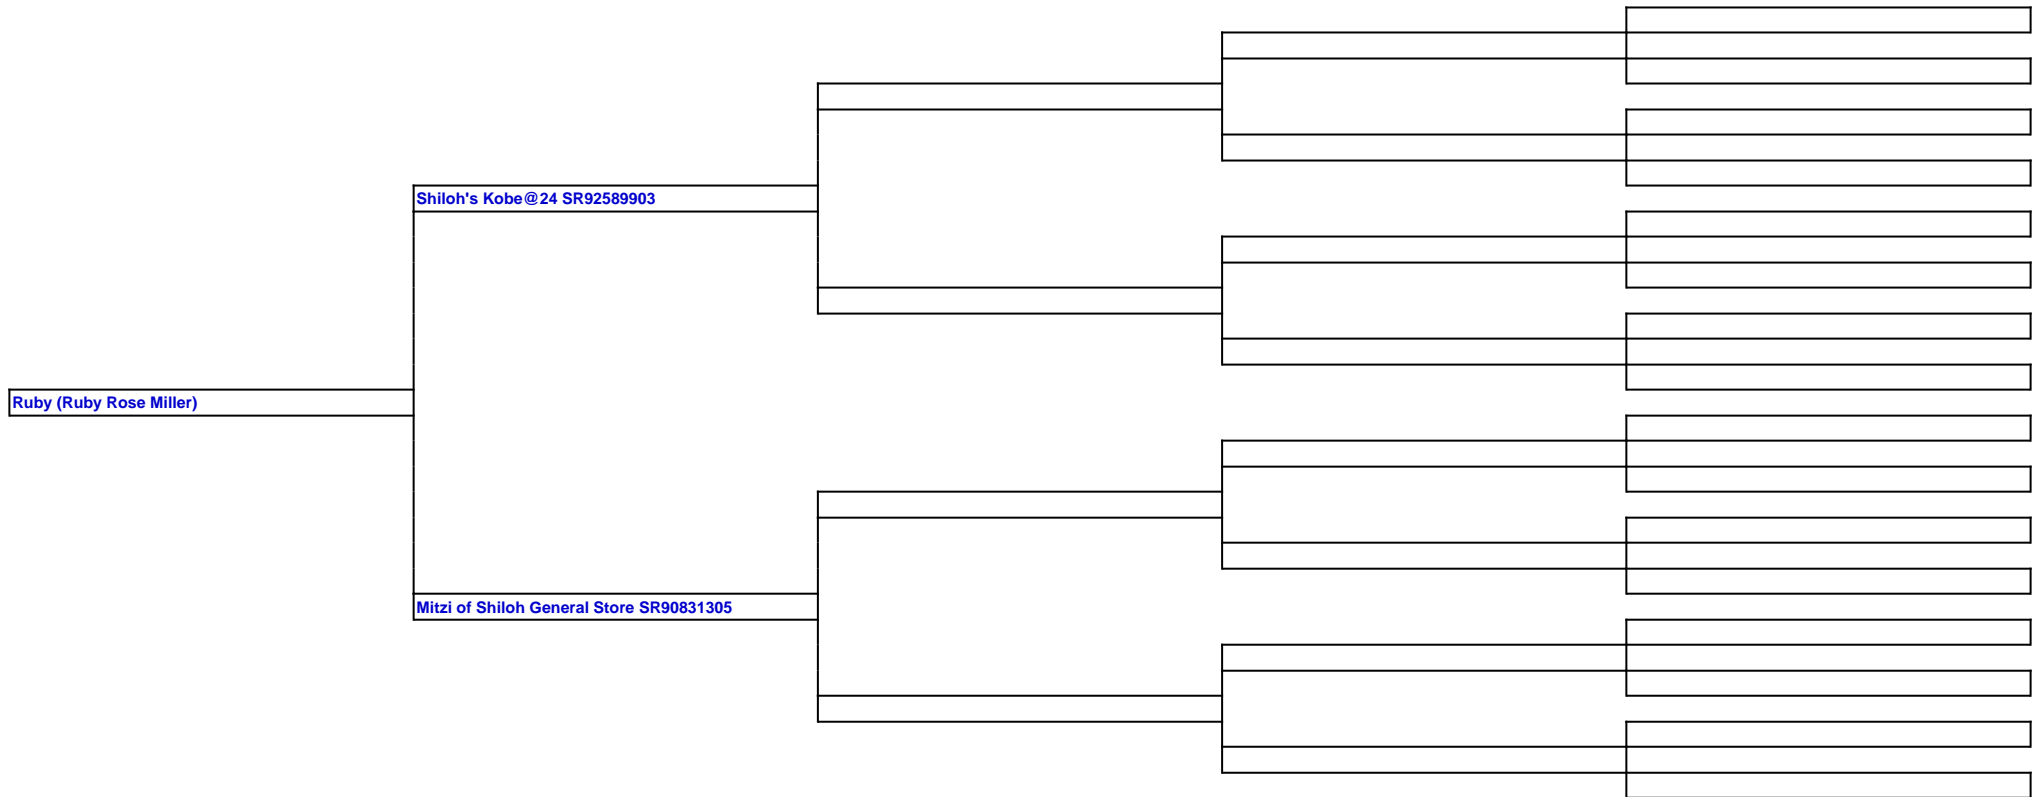 Shiloh's Kobe@24 SR92589903
Ruby (Ruby Rose Miller)
Mitzi of Shiloh General Store SR90831305